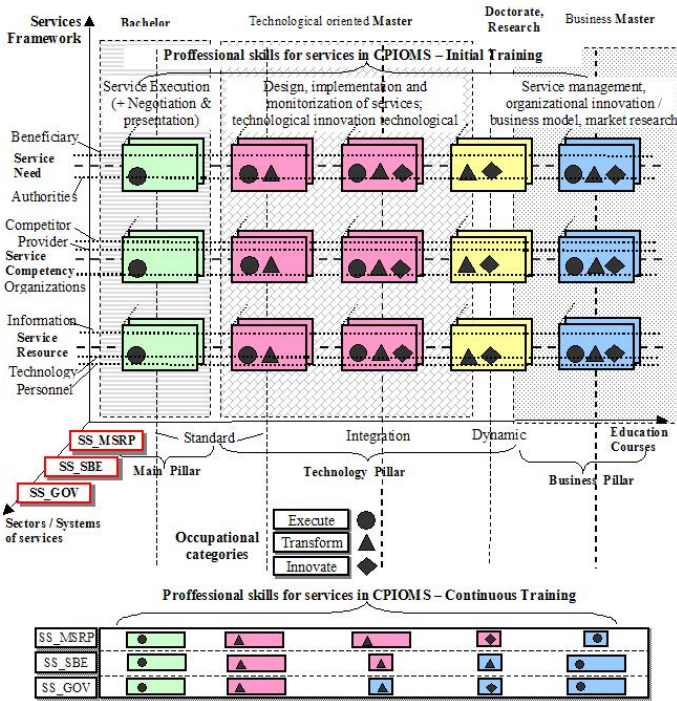 Services
Framework
Bachelor
Technological oriented Master
Doctorate,
Research
Business Master
Proffessional skills for services in CPIOMS – Initial Training
Service Execution
(+ Negotiation &
presentation)
Design, implementation and
monitorization of services;
technological innovation technological
Service management,
organizational innovation /
business model, market research
Beneficiary
Service
Need
Authorities
Competitor
Provider
Service
Competency
Organizations
Information
Service
Resource
Technology
Personnel
SS_MSRP
SS_SBE
SS_GOV
Sectors / Systems
of services
Standard
Integration
Dynamic
Education
Courses
Main Pillar
Technology Pillar
Business Pillar
Occupational
categories
Execute
Transform
Innovate
Proffessional skills for services in CPIOMS – Continuous Training
SS_MSRP
SS_SBE
SS_GOV